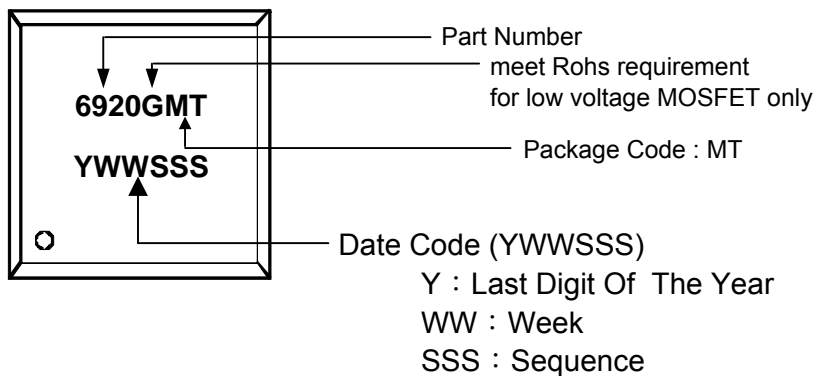 Part Number
meet Rohs requirement
for low voltage MOSFET only
6920GMT
Package Code : MT
YWWSSS
Date Code (YWWSSS)
Y：Last Digit Of The Year
WW：Week
SSS：Sequence